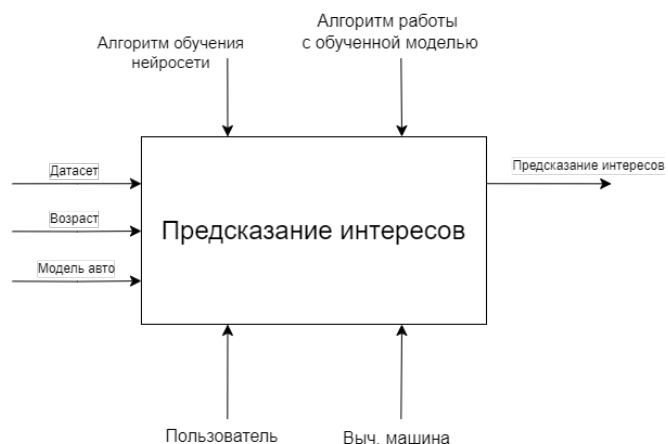 Алгоритм обучения
нейросети
Алгоритм работы
с обученной моделью
Датасет
Возраст
Модель авто
Предсказание интересов
Предсказание интересов
Пользователь
Выч. машина